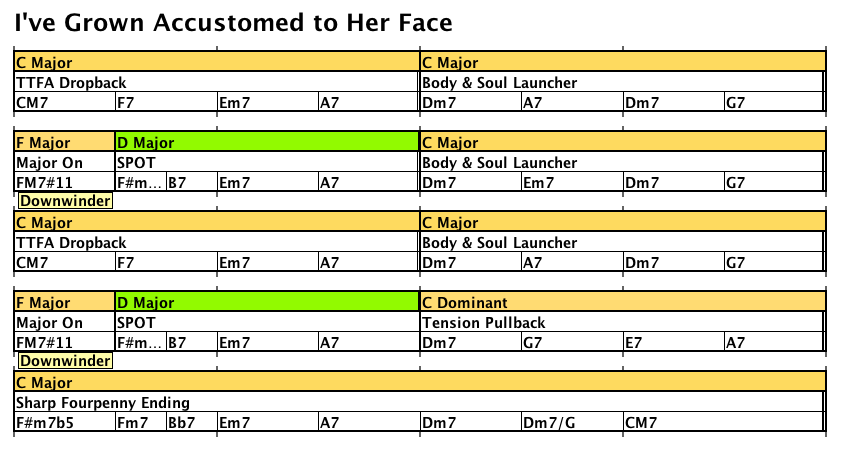 I've Grown Accustomed to Her Face
C Major C Major
TTFA Dropback Body & Soul Launcher
CM7 F7 Em7 A7 Dm7 A7 Dm7 G7
F Major D Major C Major
Major On SPOT Body & Soul Launcher
FM7#11 F#m... B7 Em7 A7 Dm7 Em7 Dm7 G7
Downwinder
C Major C Major
TTFA Dropback Body & Soul Launcher
CM7 F7 Em7 A7 Dm7 A7 Dm7 G7
F Major D Major C Dominant
Major On SPOT Tension Pullback
FM7#11 F#m... B7 Em7 A7 Dm7 G7 E7 A7
Downwinder
C Major
Sharp Fourpenny Ending
F#m7b5 Fm7 Bb7 Em7 A7 Dm7 Dm7/G CM7